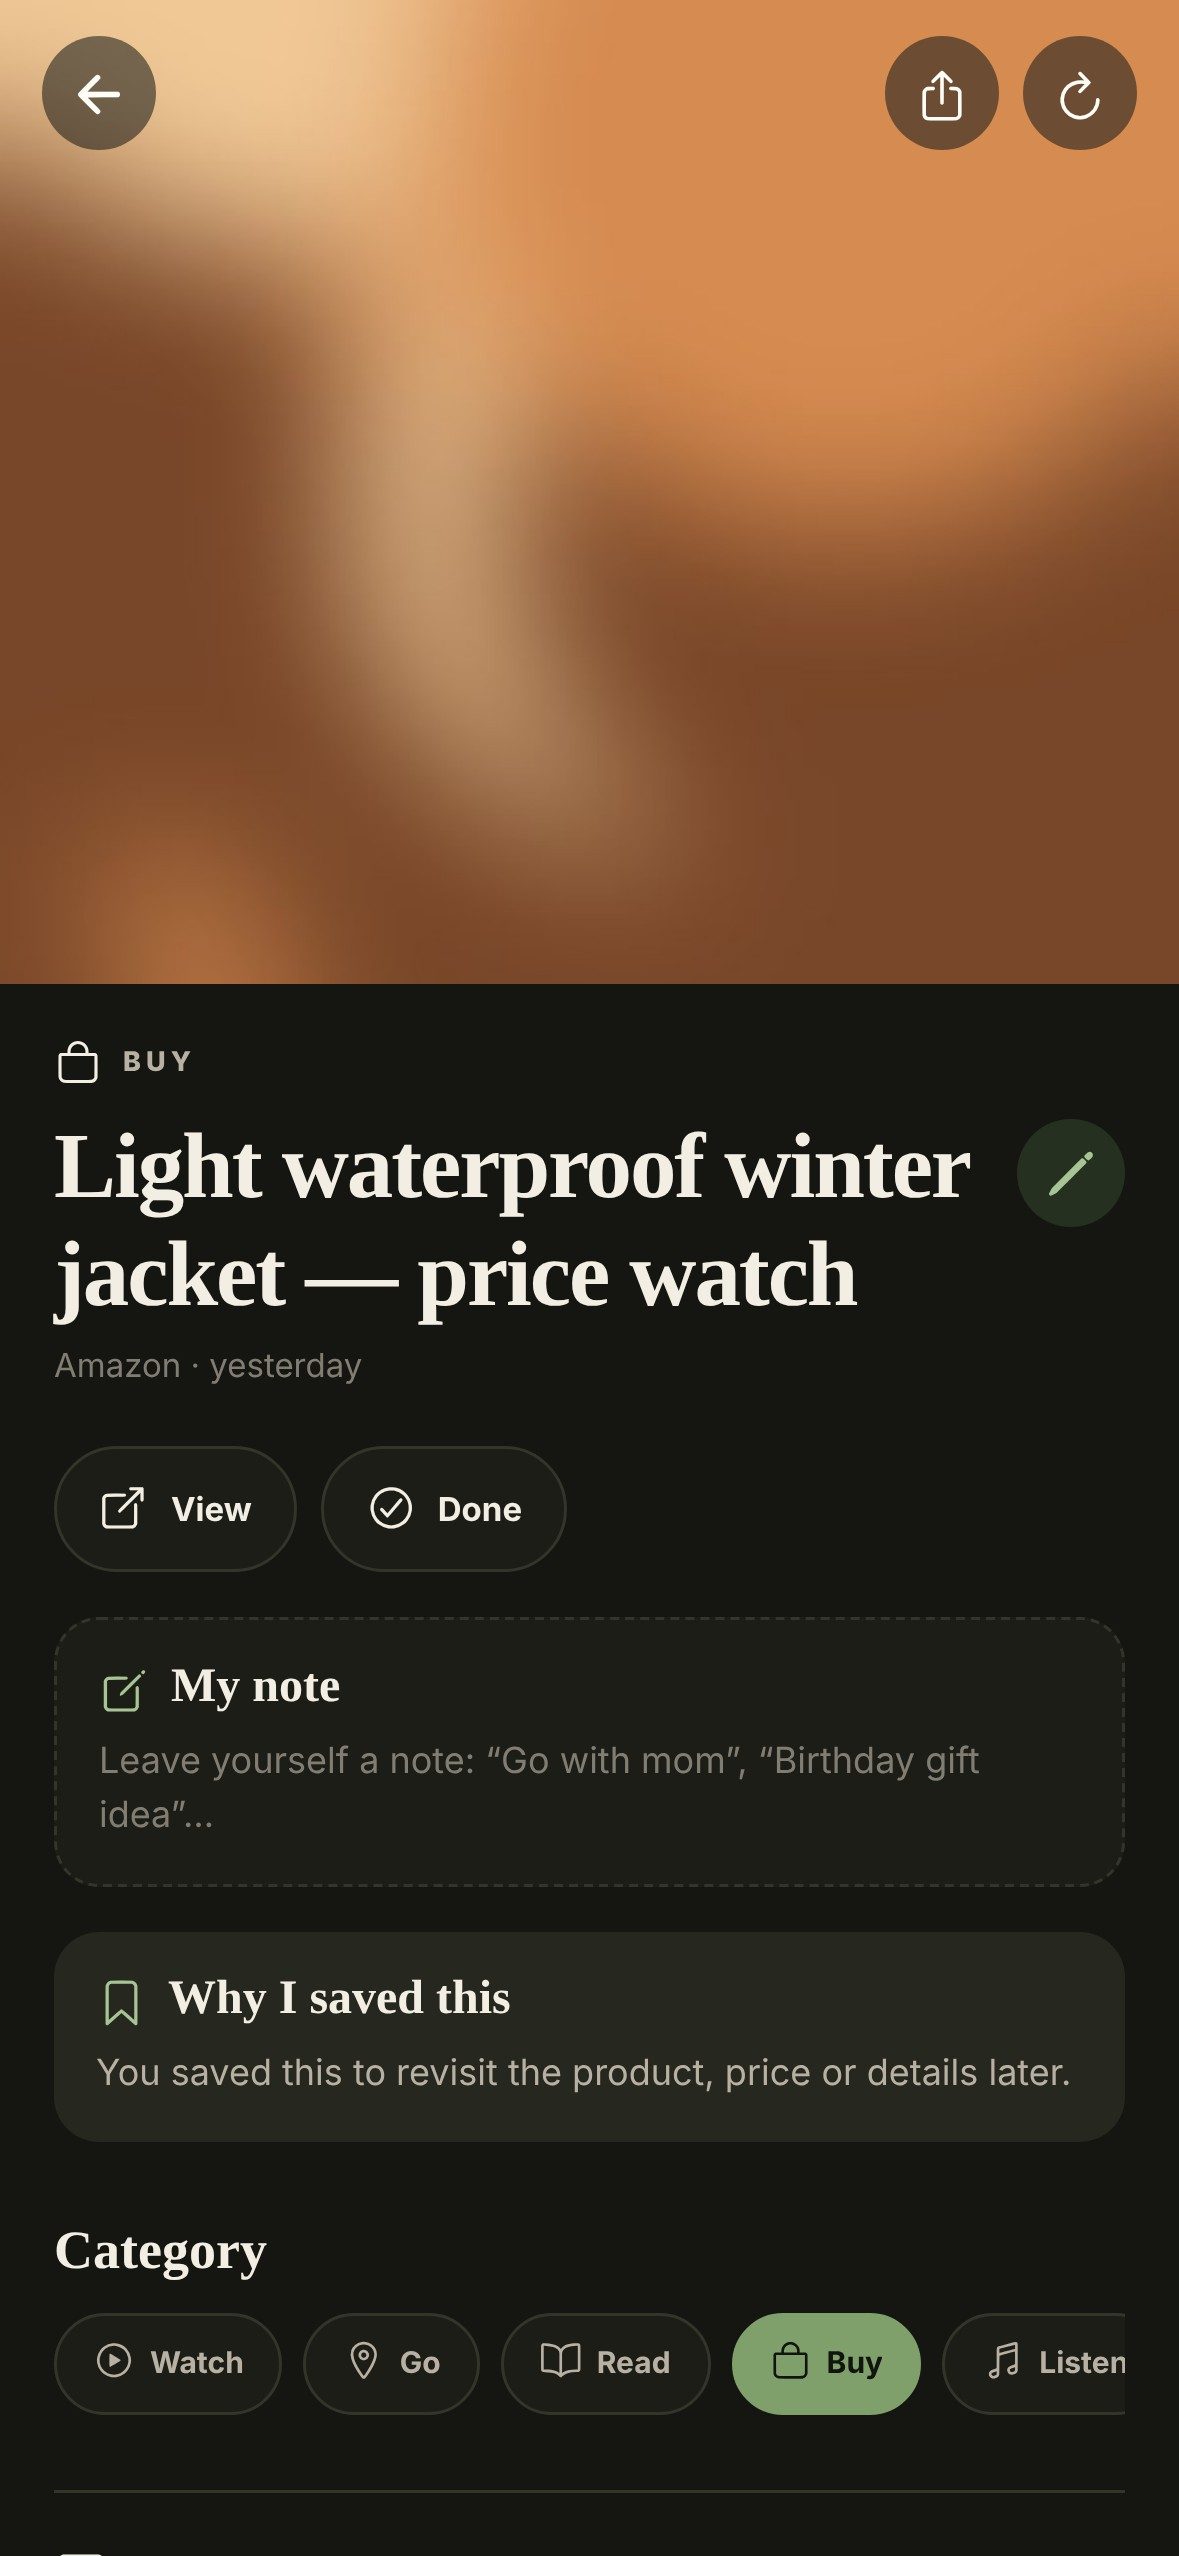 BUY
Light waterproof winter
jacket — price watch
Amazon · yesterday
View
Done
My note
Leave yourself a note: “Go with mom”, “Birthday gift
idea”...
Why I saved this
You saved this to revisit the product, price or details later.
Category
Watch
Go
Read
Buy
Listen